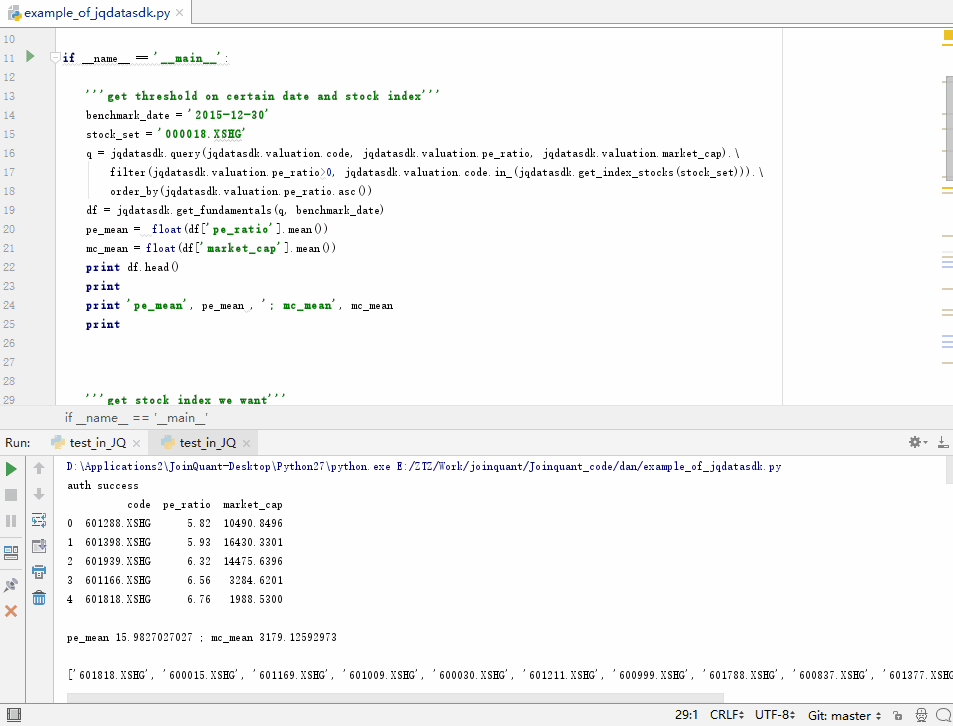 example_of_jqdatasdk.py
10
11 if __name__ == '__main__':
12
13 '''get threshold on certain date and stock index'''
14 benchmark_date = '2015-12-30'
15 stock_set = '000018.XSHG'
16 q = jqdatasdk.query(jqdatasdk.valuation.code, jqdatasdk.valuation.pe_ratio, jqdatasdk.valuation.market_cap).\
17 filter(jqdatasdk.valuation.pe_ratio>0, jqdatasdk.valuation.code.in_(jqdatasdk.get_index_stocks(stock_set))).\
18 order_by(jqdatasdk.valuation.pe_ratio.asc())
19 df = jqdatasdk.get_fundamentals(q, benchmark_date)
20 pe_mean = float(df['pe_ratio'].mean())
21 mc_mean = float(df['market_cap'].mean())
22 print df.head()
23 print
24 print 'pe_mean', pe_mean , '; mc_mean', mc_mean
25 print
26
27
28
29 '''get stock index we want'''
if __name__ == '__main__'
Run: test_in_JQ test_in_JQ
D:\Applications2\JoinQuant-Desktop\Python27\python.exe E:/ZTZ/Work/joinquant/Joinquant_code/dan/example_of_jqdatasdk.py
auth success
code pe_ratio market_cap
0 601288.XSHG 5.82 10490.8496
1 601398.XSHG 5.93 16430.3301
2 601939.XSHG 6.32 14475.6396
3 601166.XSHG 6.56 3284.6201
4 601818.XSHG 6.76 1988.5300
pe_mean 15.9827027027 ; mc_mean 3179.12592973
['601818.XSHG', '600015.XSHG', '601169.XSHG', '601009.XSHG', '600030.XSHG', '601211.XSHG', '600999.XSHG', '601788.XSHG', '600837.XSHG', '601377.XSHG
29:1 CRLF UTF-8 Git: master